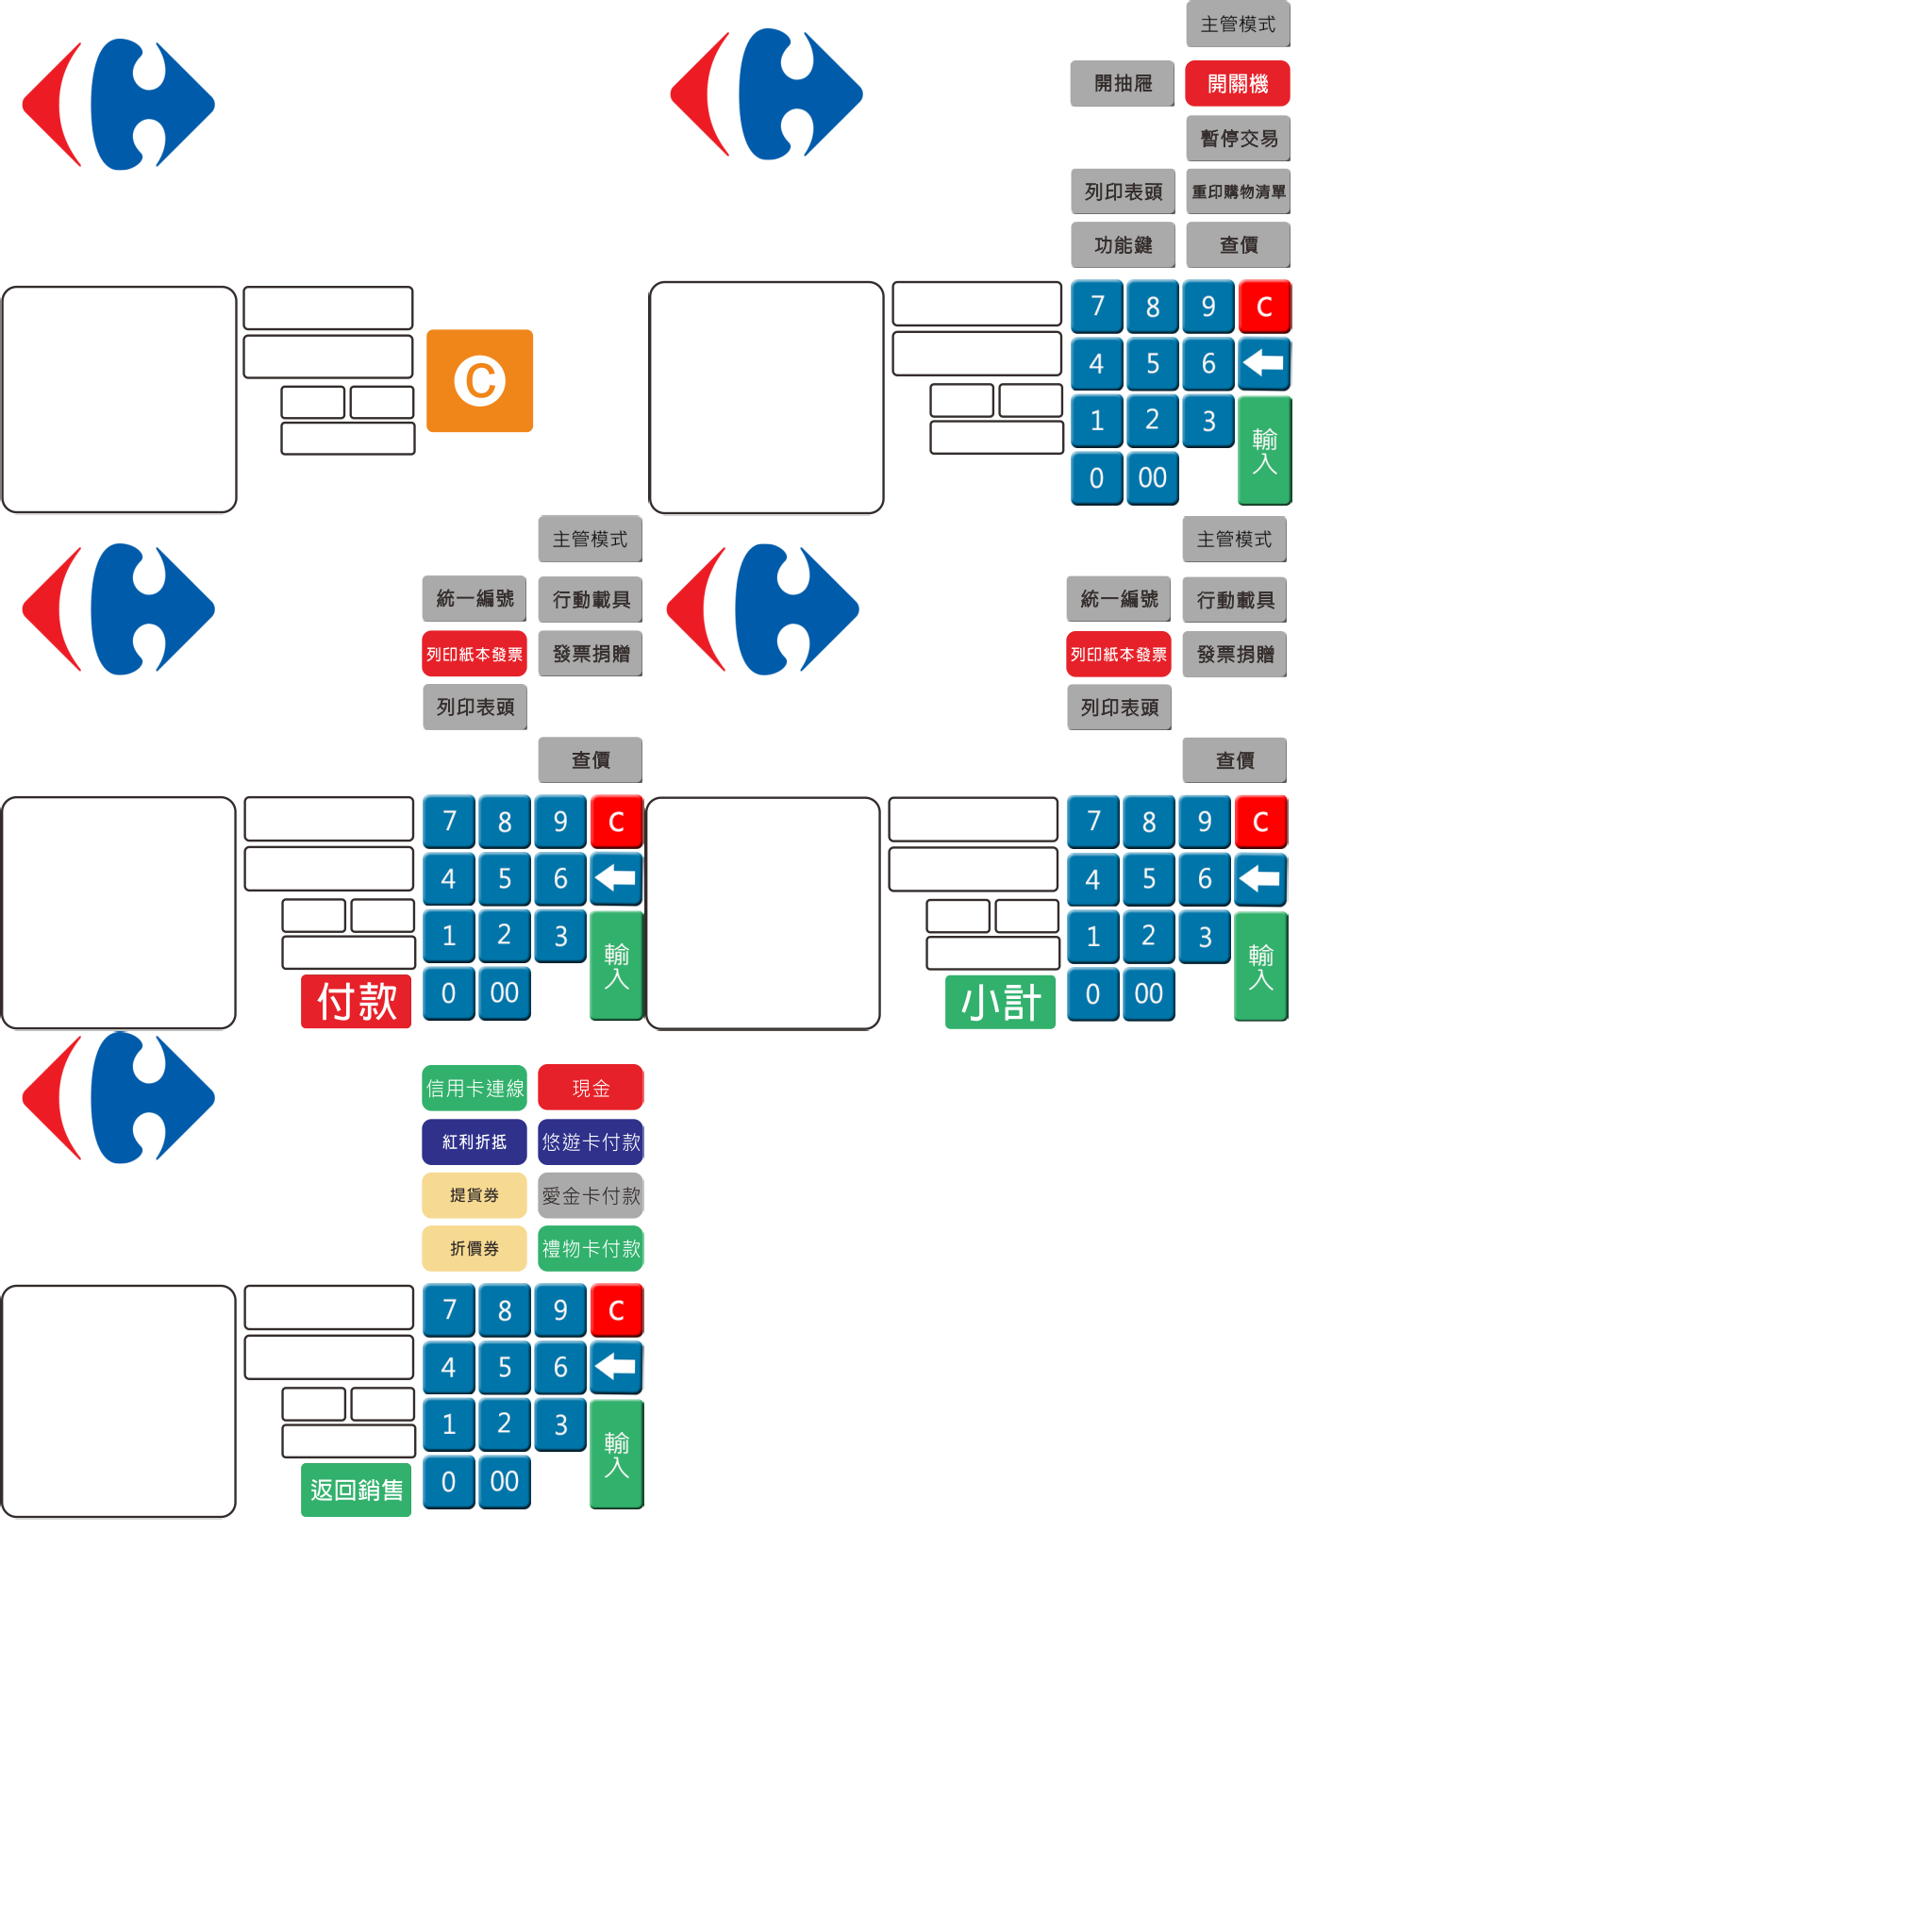 C
主管模式
開抽屜 開關機
暫停交易
列印表頭 重印購物清單
功能鍵 查價
7 8 9 C
4 5 6
1 2 3
輸入
0 00
主管模式
統一編號 行動載具
列印紙本發票 發票捐贈
列印表頭
查價
7 8 9 C
4 5 6
1 2 3
輸入
0 00
付款
主管模式
統一編號 行動載具
列印紙本發票 發票捐贈
列印表頭
查價
7 8 9 C
4 5 6
1 2 3
輸入
0 00
小計
信用卡連線 現金
紅利折抵 悠遊卡付款
提貨券 愛金卡付款
折價券 禮物卡付款
7 8 9 C
4 5 6
1 2 3
輸入
0 00
返回銷售